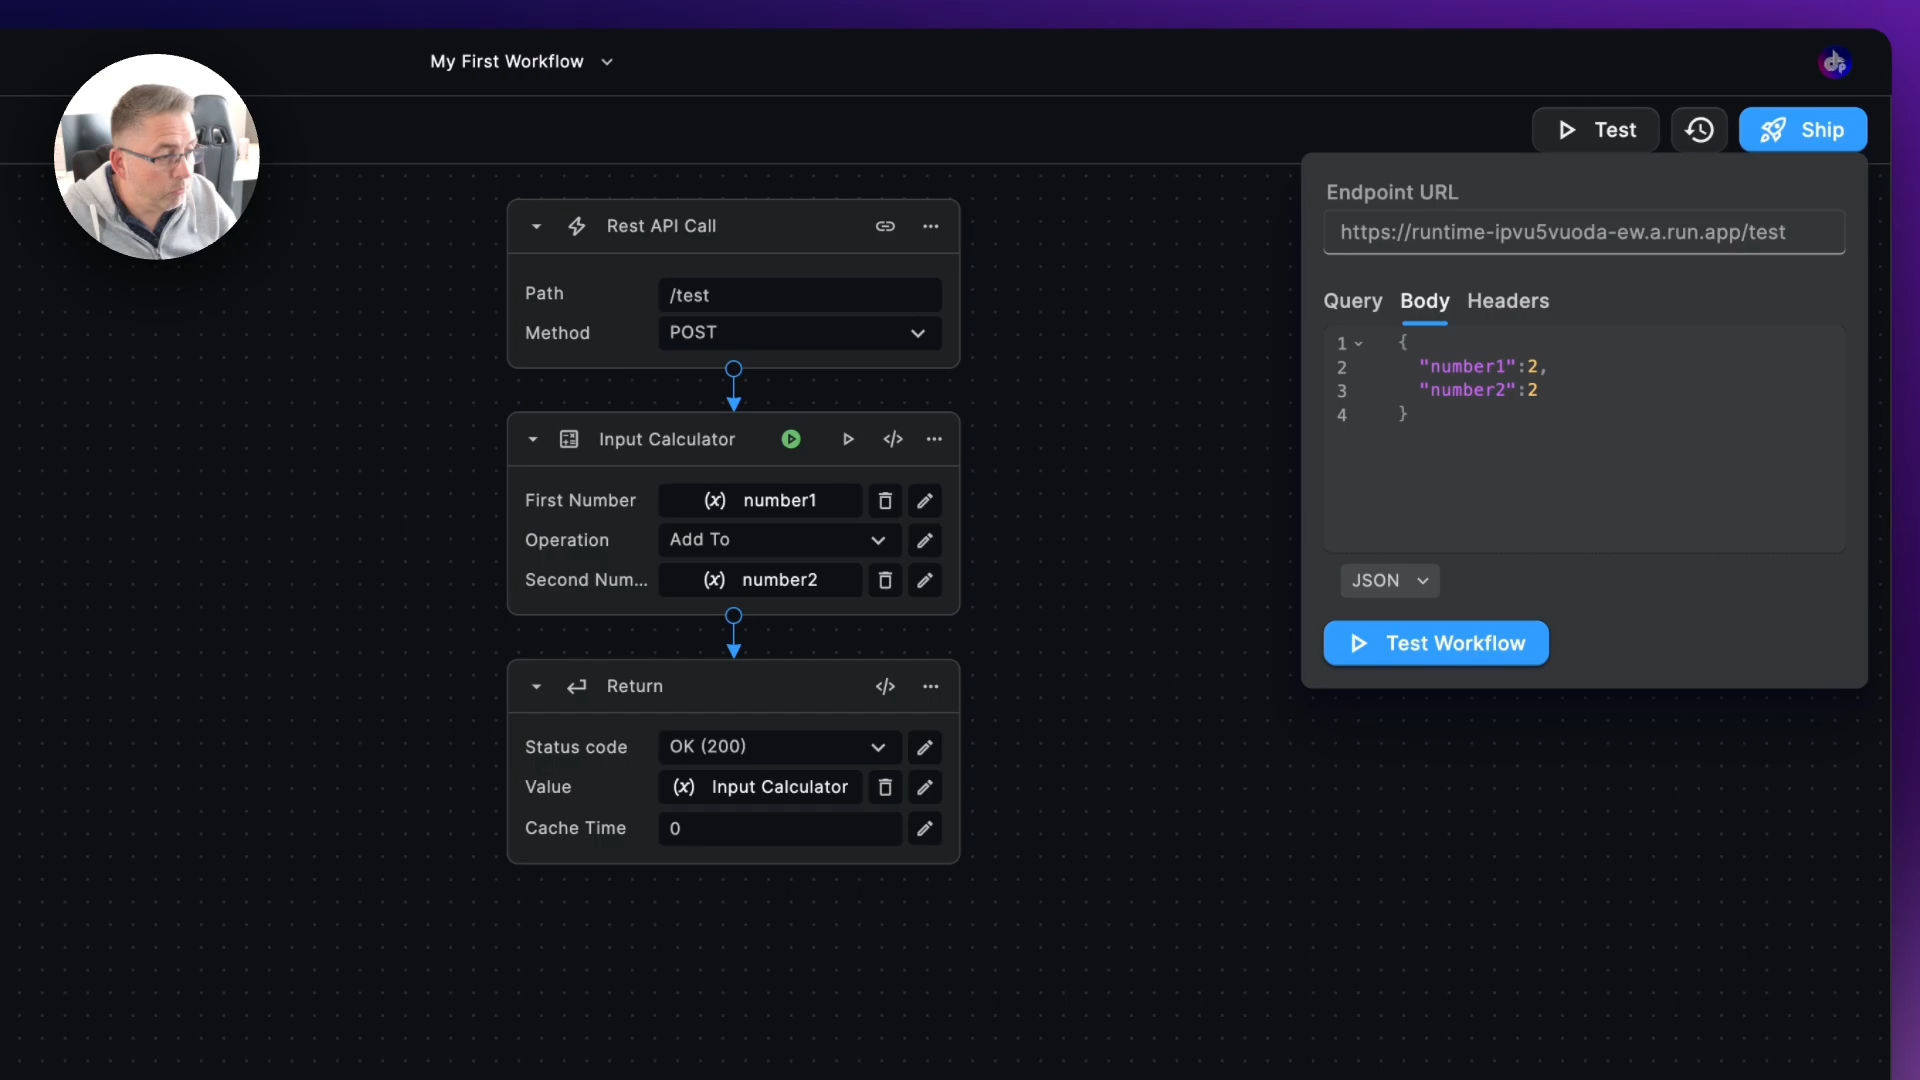 My First Workflow
Test
Ship
Endpoint URL
https://runtime-ipvu5vuoda-ew.a.run.app/test
Query Body Headers
1 {
2 "number1":2,
3 "number2":2
4 }
JSON
Test Workflow
Rest API Call
Path /test
Method POST
Input Calculator
First Number (x) number1
Operation Add To
Second Num... (x) number2
Return
Status code OK (200)
Value (x) Input Calculator
Cache Time 0